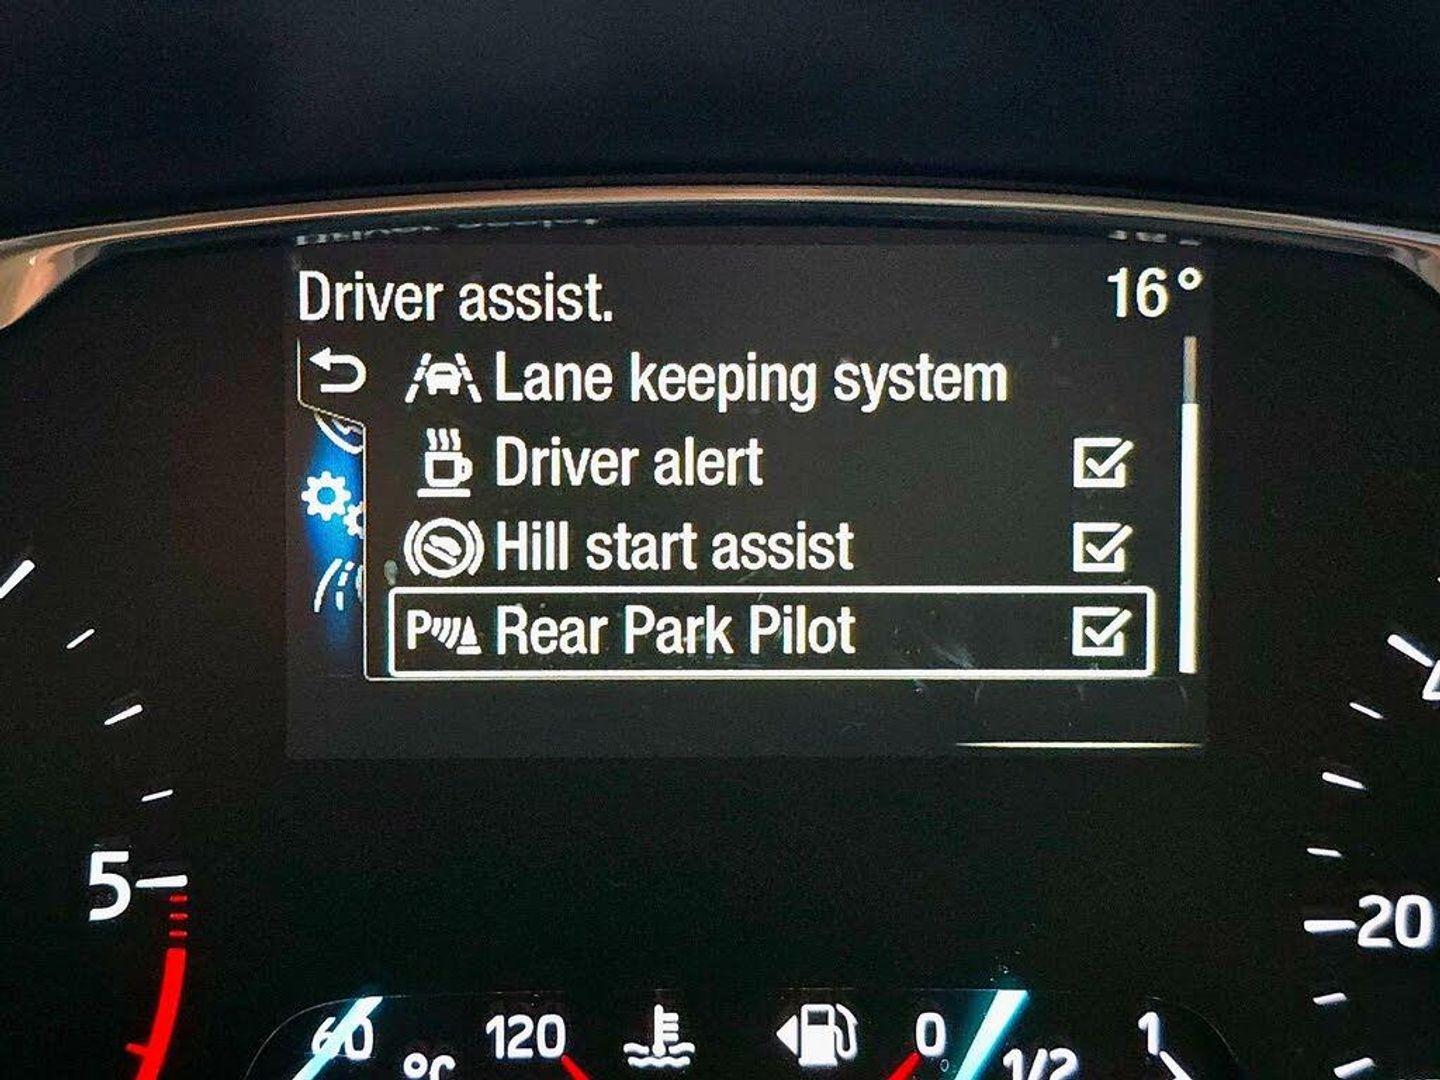 Driver assist. 16°
Lane keeping system
Driver alert
Hill start assist
P Rear Park Pilot
5
20
60 120 0 1
°C 1/2